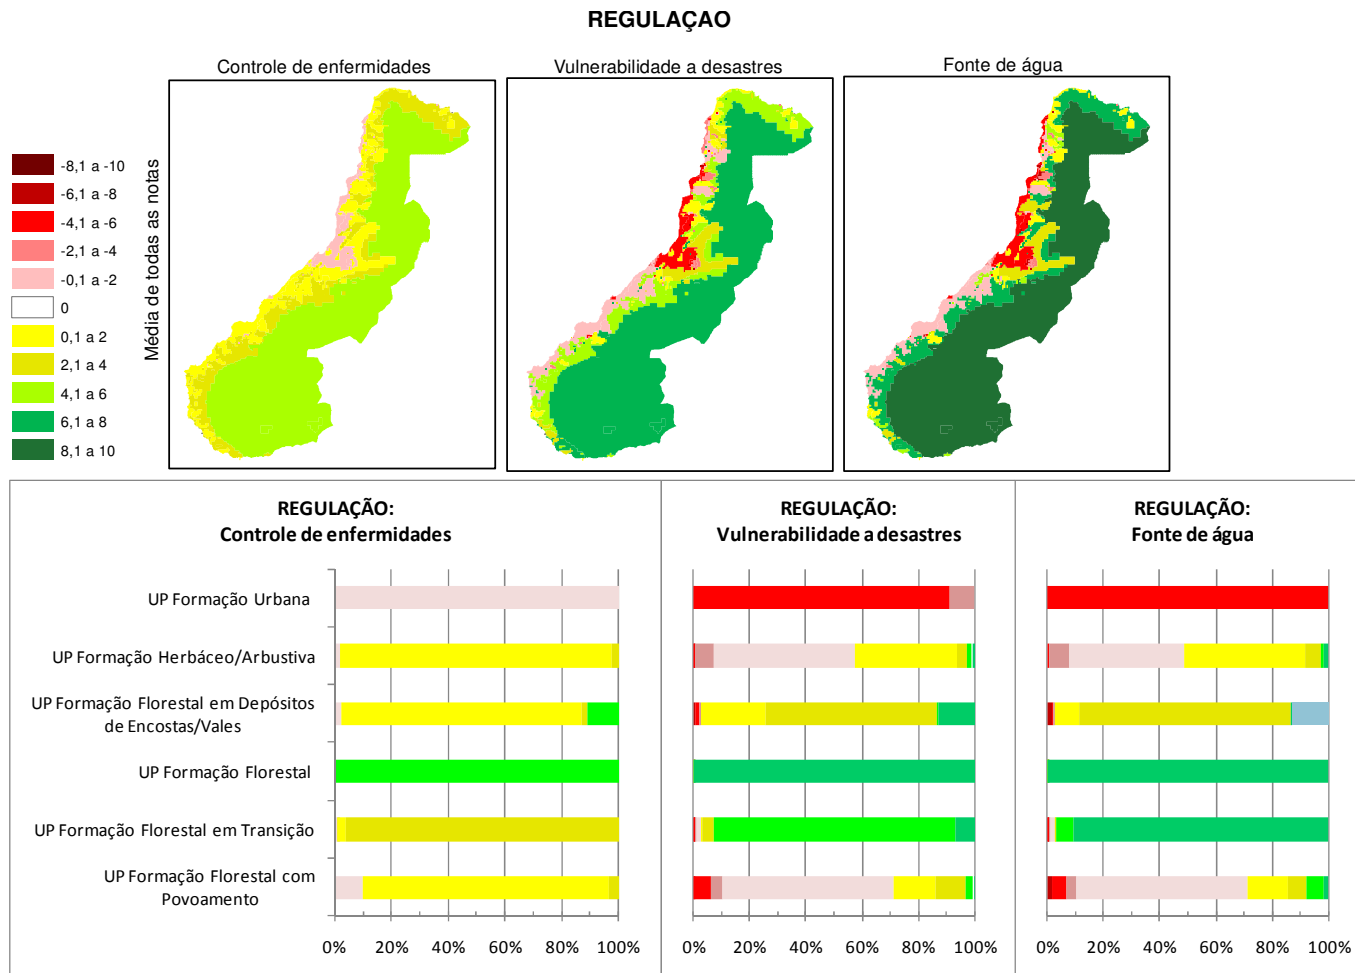 REGULAÇAO
Controle de enfermidades
Vulnerabilidade a desastres
Fonte de água
Média de todas as notas
-8,1 a -10
-6,1 a -8
-4,1 a -6
-2,1 a -4
-0,1 a -2
0
0,1 a 2
2,1 a 4
4,1 a 6
6,1 a 8
8,1 a 10
REGULAÇÃO:
Controle de enfermidades
REGULAÇÃO:
Vulnerabilidade a desastres
REGULAÇÃO:
Fonte de água
UP Formação Urbana
UP Formação Herbáceo/Arbustiva
UP Formação Florestal em Depósitos
de Encostas/Vales
UP Formação Florestal
UP Formação Florestal em Transição
UP Formação Florestal com
Povoamento
0% 20% 40% 60% 80% 100%
0% 20% 40% 60% 80% 100%
0% 20% 40% 60% 80% 100%